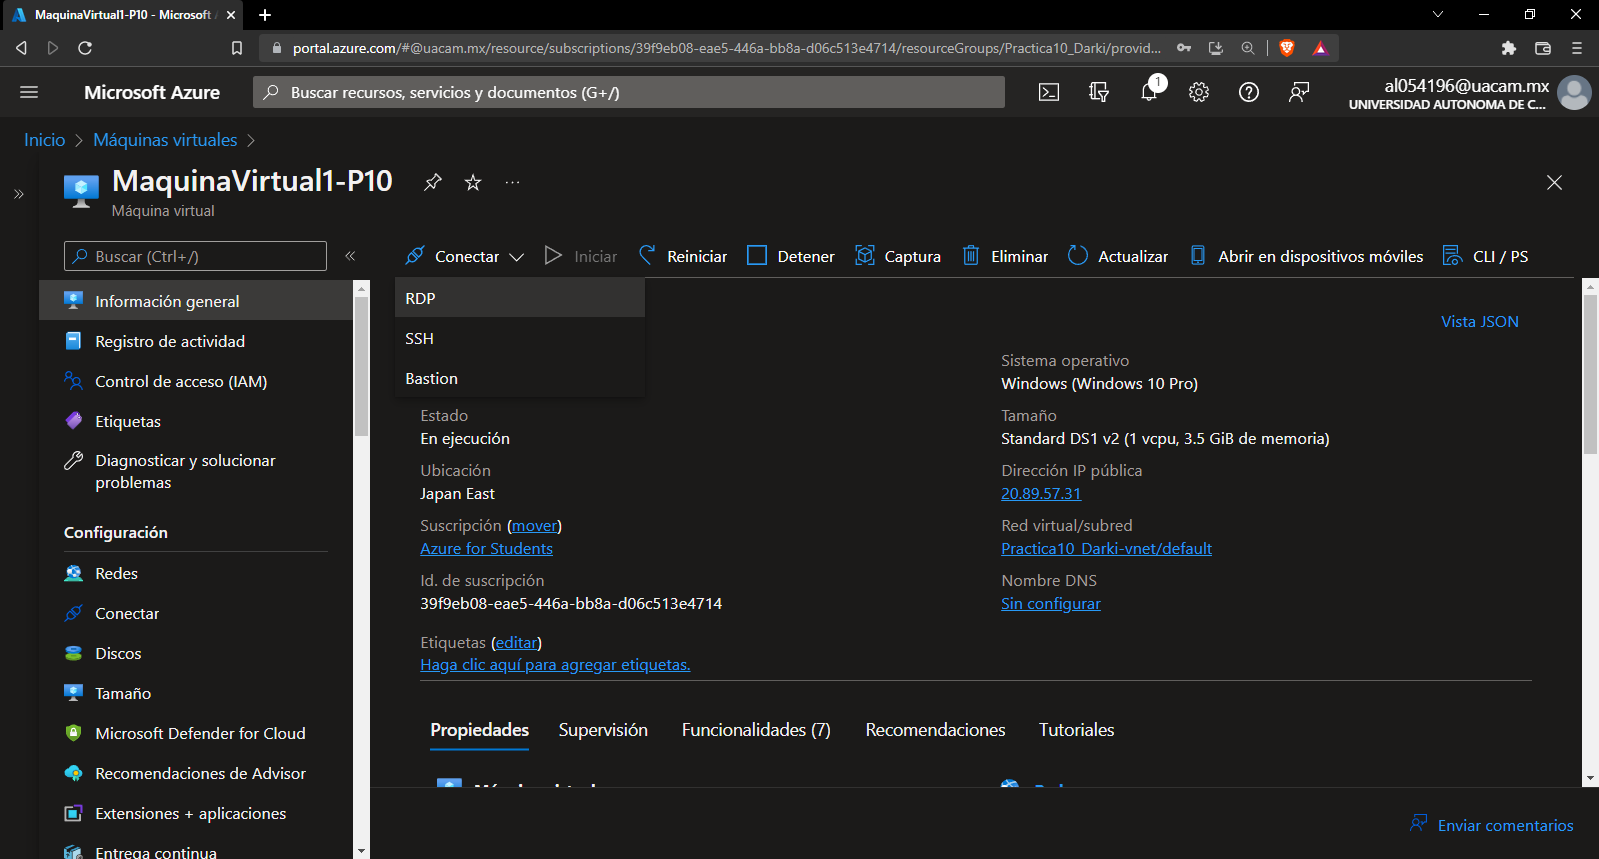 MaquinaVirtual1-P10 - Microsoft
portal.azure.com/#@uacam.mx/resource/subscriptions/39f9eb08-eae5-446a-bb8a-d06c513e4714/resourceGroups/Practica10_Darki/provid...
Microsoft Azure
Buscar recursos, servicios y documentos (G+/)
1
al054196@uacam.mx
UNIVERSIDAD AUTONOMA DE C...
Inicio > Máquinas virtuales >
MaquinaVirtual1-P10
Máquina virtual
Buscar (Ctrl+/)
Conectar
Iniciar
Reiniciar
Detener
Captura
Eliminar
Actualizar
Abrir en dispositivos móviles
CLI / PS
Información general
Registro de actividad
Control de acceso (IAM)
Etiquetas
Diagnosticar y solucionar
problemas
Configuración
Redes
Conectar
Discos
Tamaño
Microsoft Defender for Cloud
Recomendaciones de Advisor
Extensiones + aplicaciones
Entrega continua
RDP
SSH
Bastion
Vista JSON
Estado
En ejecución
Ubicación
Japan East
Suscripción (mover)
Azure for Students
Id. de suscripción
39f9eb08-eae5-446a-bb8a-d06c513e4714
Etiquetas (editar)
Haga clic aquí para agregar etiquetas.
Sistema operativo
Windows (Windows 10 Pro)
Tamaño
Standard DS1 v2 (1 vcpu, 3.5 GiB de memoria)
Dirección IP pública
20.89.57.31
Red virtual/subred
Practica10_Darki-vnet/default
Nombre DNS
Sin configurar
Propiedades
Supervisión
Funcionalidades (7)
Recomendaciones
Tutoriales
Enviar comentarios